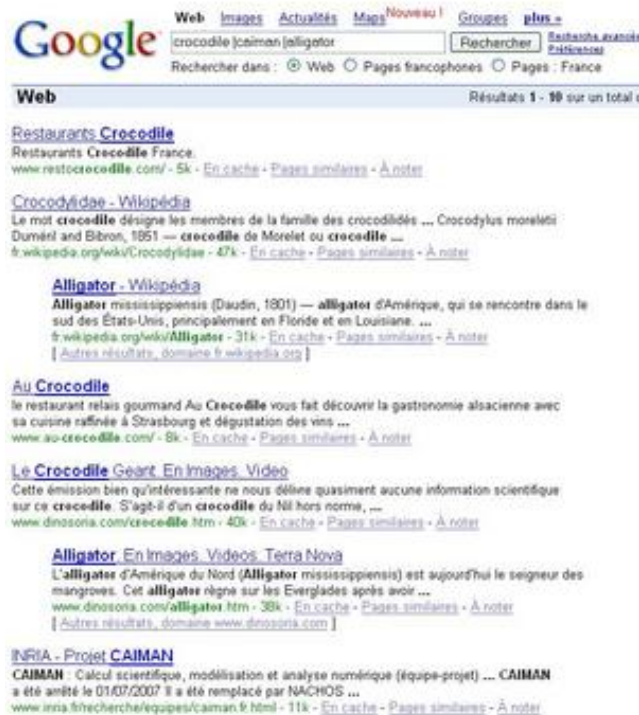 Google
Web Images Actualités Maps Nouveau ! Groupes plus »
crocodile |caiman |alligator Rechercher Recherche avancée Préférences
Rechercher dans : Web Pages francophones Pages : France
Web Résultats 1 - 10 sur un total
Restaurants Crocodile
Restaurants Crocodile France.
www.restocrocodile.com/ - 5k - En cache - Pages similaires - À noter
Crocodylidae - Wikipédia
Le mot crocodile désigne les membres de la famille des crocodilidés ... Crocodylus moreletii
Duméril and Bibron, 1851 — crocodile de Morelet ou crocodile ...
fr.wikipedia.org/wiki/Crocodylidae - 47k - En cache - Pages similaires - À noter
Alligator - Wikipédia
Alligator mississippiensis (Daudin, 1801) — alligator d'Amérique, qui se rencontre dans le
sud des États-Unis, principalement en Floride et en Louisiane. ...
fr.wikipedia.org/wiki/Alligator - 31k - En cache - Pages similaires - À noter
[ Autres résultats, domaine fr.wikipedia.org ]
Au Crocodile
le restaurant relais gourmand Au Crocodile vous fait découvrir la gastronomie alsacienne avec
sa cuisine raffinée à Strasbourg et dégustation des vins ...
www.au-crocodile.com/ - 8k - En cache - Pages similaires - À noter
Le Crocodile Geant. En Images. Video
Cette émission bien qu'intéressante ne nous délivre quasiment aucune information scientifique
sur ce crocodile. S'agit-il d'un crocodile du Nil hors norme, ...
www.dinosoria.com/crocodile.htm - 40k - En cache - Pages similaires - À noter
Alligator. En Images. Videos. Terra Nova
L'alligator d'Amérique du Nord (Alligator mississippiensis) est aujourd'hui le seigneur des
mangroves. Cet alligator règne sur les Everglades après avoir ...
www.dinosoria.com/alligator.htm - 38k - En cache - Pages similaires - À noter
[ Autres résultats, domaine www.dinosoria.com ]
INRIA - Projet CAIMAN
CAIMAN : Calcul scientifique, modélisation et analyse numérique (équipe-projet) ... CAIMAN
a été arrêté le 01/07/2007 Il a été remplacé par NACHOS ...
www.inria.fr/recherche/equipes/caiman.fr.html - 11k - En cache - Pages similaires - À noter